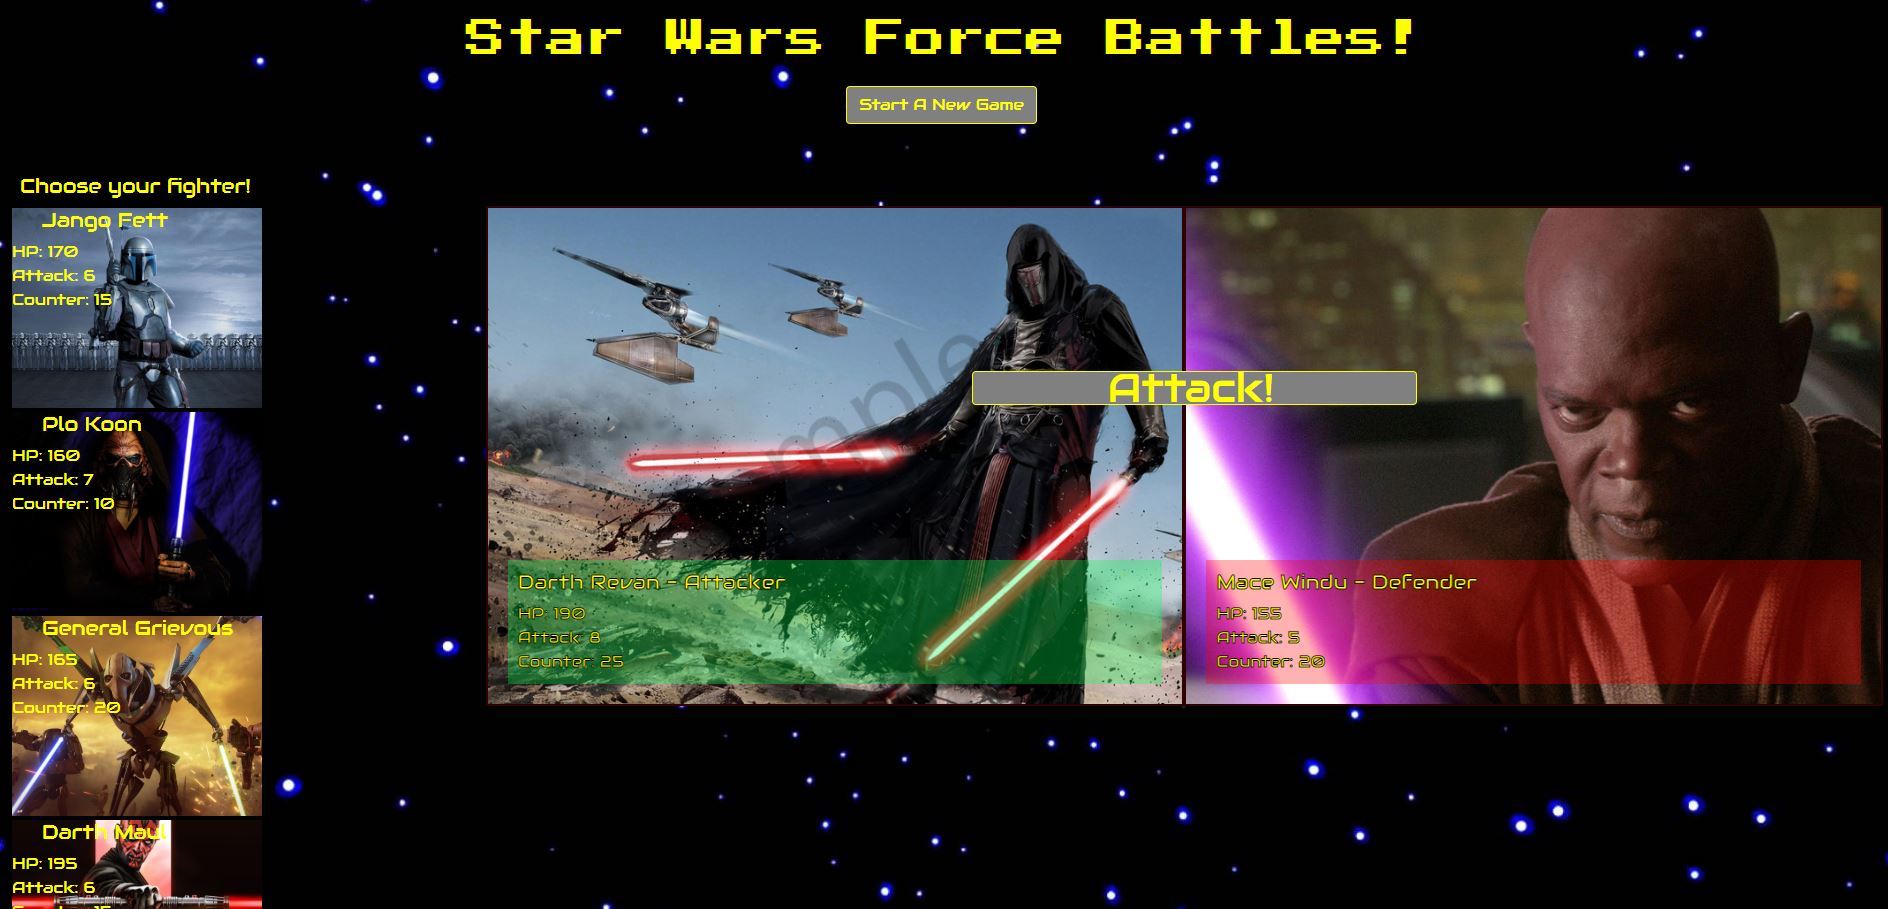 Star Wars Force Battles!
Start A New Game
Choose your fighter!
Jango Fett
HP: 170
Attack: 6
Counter: 15
Plo Koon
HP: 160
Attack: 7
Counter: 10
General Grievous
HP: 165
Attack: 6
Counter: 20
Darth Maul
HP: 195
Attack: 6
Counter: 15
Attack!
Darth Revan - Attacker
HP: 190
Attack: 8
Counter: 25
Mace Windu - Defender
HP: 155
Attack: 5
Counter: 20